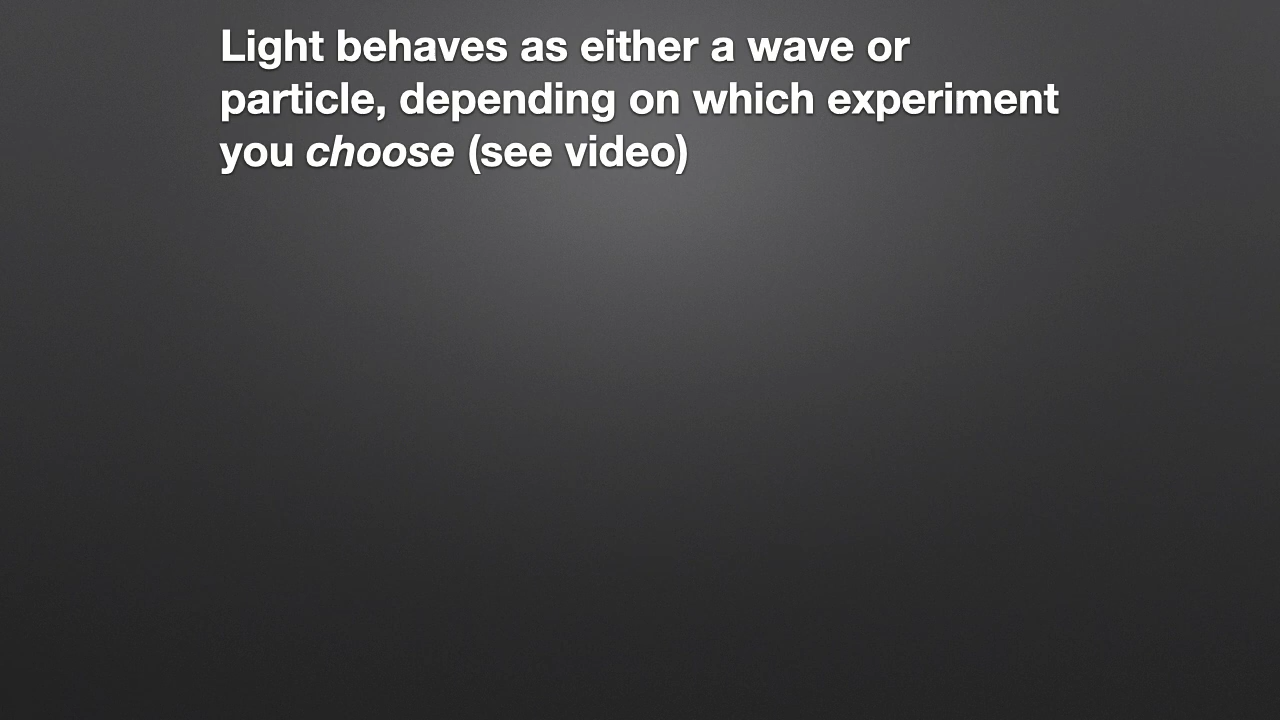 Light behaves as either a wave or
particle, depending on which experiment
you choose (see video)